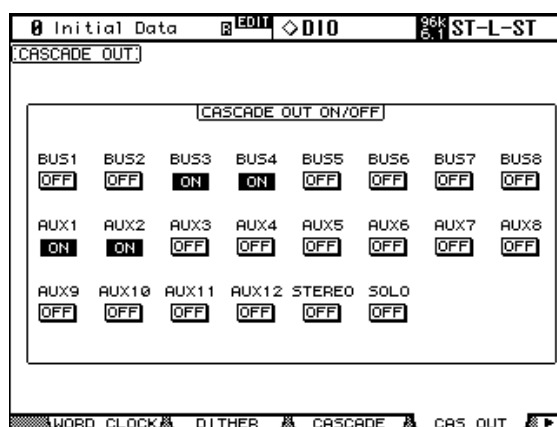 0 Initial Data R EDIT ◇DIO 96k 6.1 ST-L-ST
CASCADE OUT
CASCADE OUT ON/OFF
BUS1 BUS2 BUS3 BUS4 BUS5 BUS6 BUS7 BUS8
OFF OFF ON ON OFF OFF OFF OFF
AUX1 AUX2 AUX3 AUX4 AUX5 AUX6 AUX7 AUX8
ON ON OFF OFF OFF OFF OFF OFF
AUX9 AUX10 AUX11 AUX12 STEREO SOLO
OFF OFF OFF OFF OFF OFF
WORD CLOCK DITHER CASCADE CAS OUT